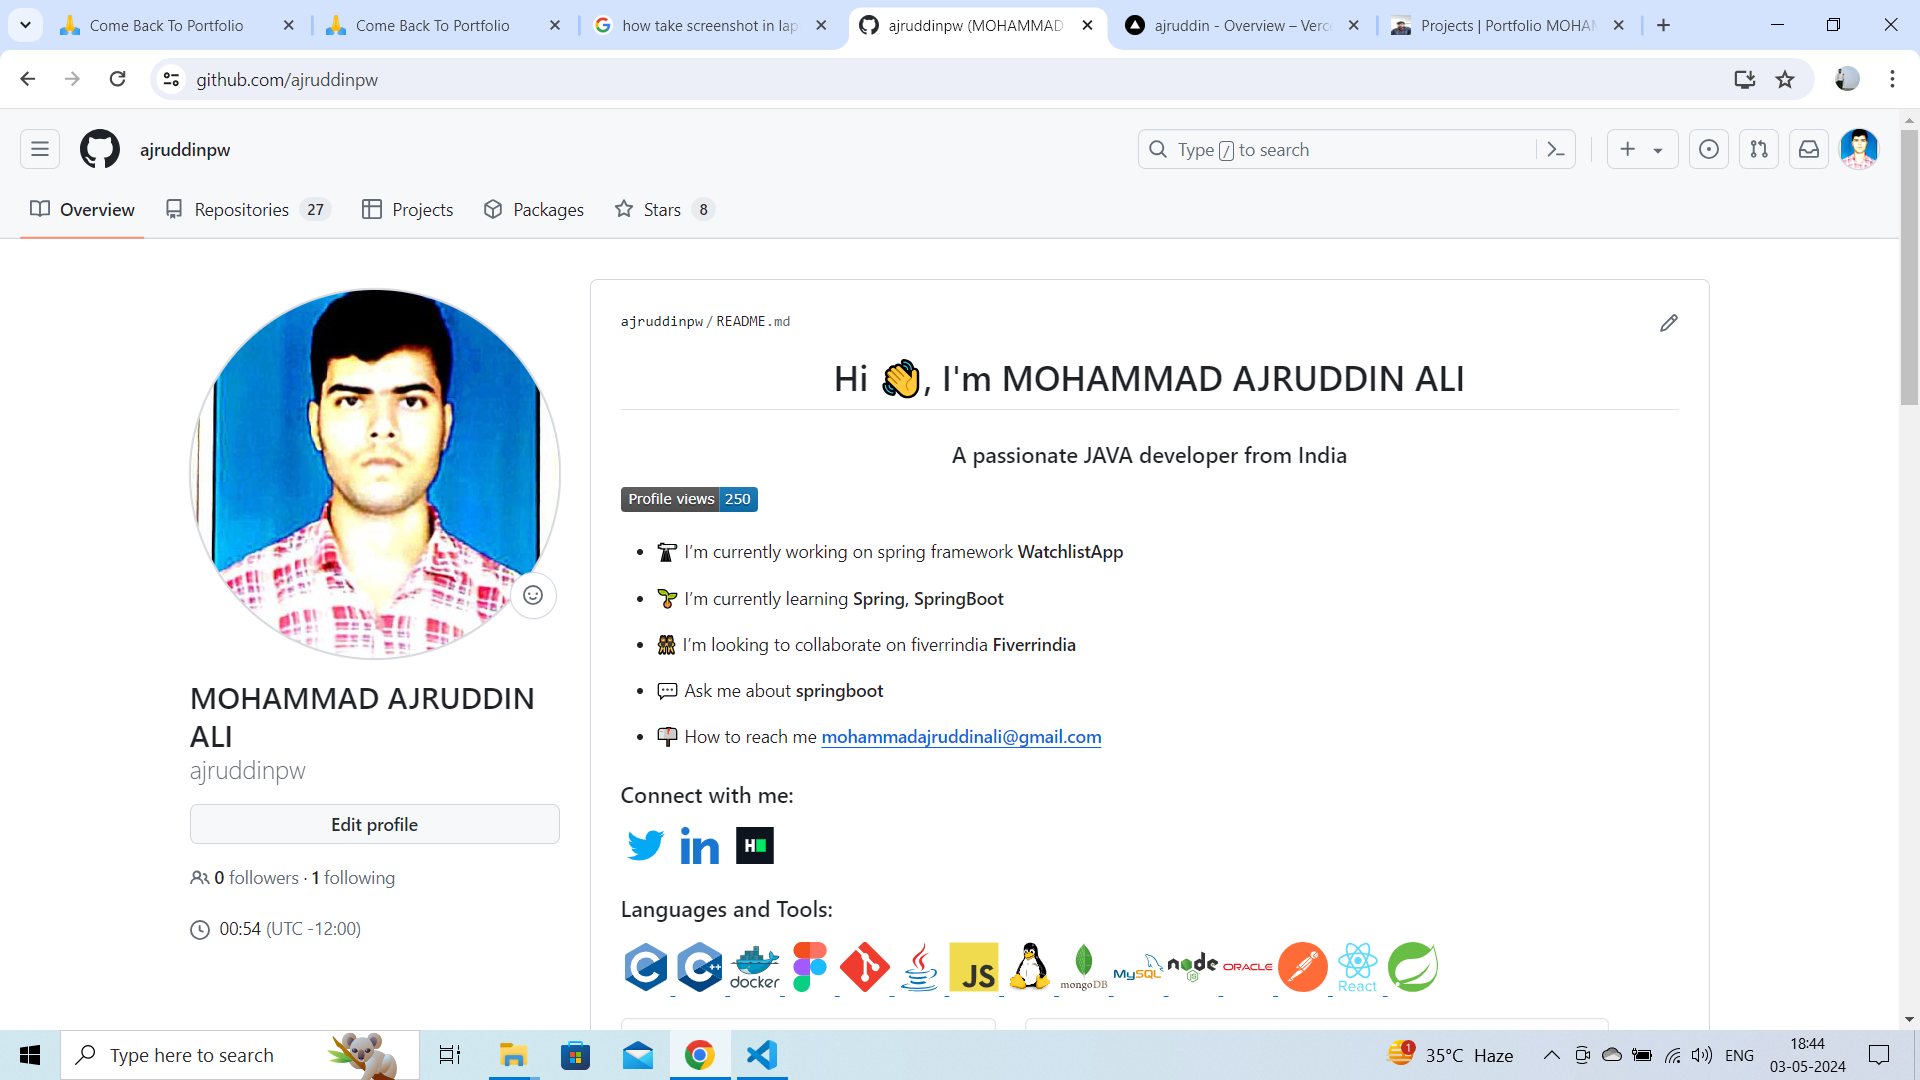 Come Back To Portfolio
Come Back To Portfolio
how take screenshot in lap
ajruddinpw (MOHAMMAD
ajruddin - Overview – Verc
Projects | Portfolio MOHAM
github.com/ajruddinpw
ajruddinpw
Type / to search
Overview
Repositories 27
Projects
Packages
Stars 8
ajruddinpw/README.md
Hi 👋, I'm MOHAMMAD AJRUDDIN ALI
A passionate JAVA developer from India
Profile views 250
I’m currently working on spring framework WatchlistApp
I’m currently learning Spring, SpringBoot
I’m looking to collaborate on fiverrindia Fiverrindia
Ask me about springboot
How to reach me mohammadajruddinali@gmail.com
MOHAMMAD AJRUDDIN
ALI
ajruddinpw
Edit profile
0 followers · 1 following
00:54 (UTC -12:00)
Connect with me:
in
H
Languages and Tools:
C
C++
docker
JS
mongoDB
MySQL
node
JS
ORACLE
React
Type here to search
1
35°C Haze
ENG
18:44
03-05-2024